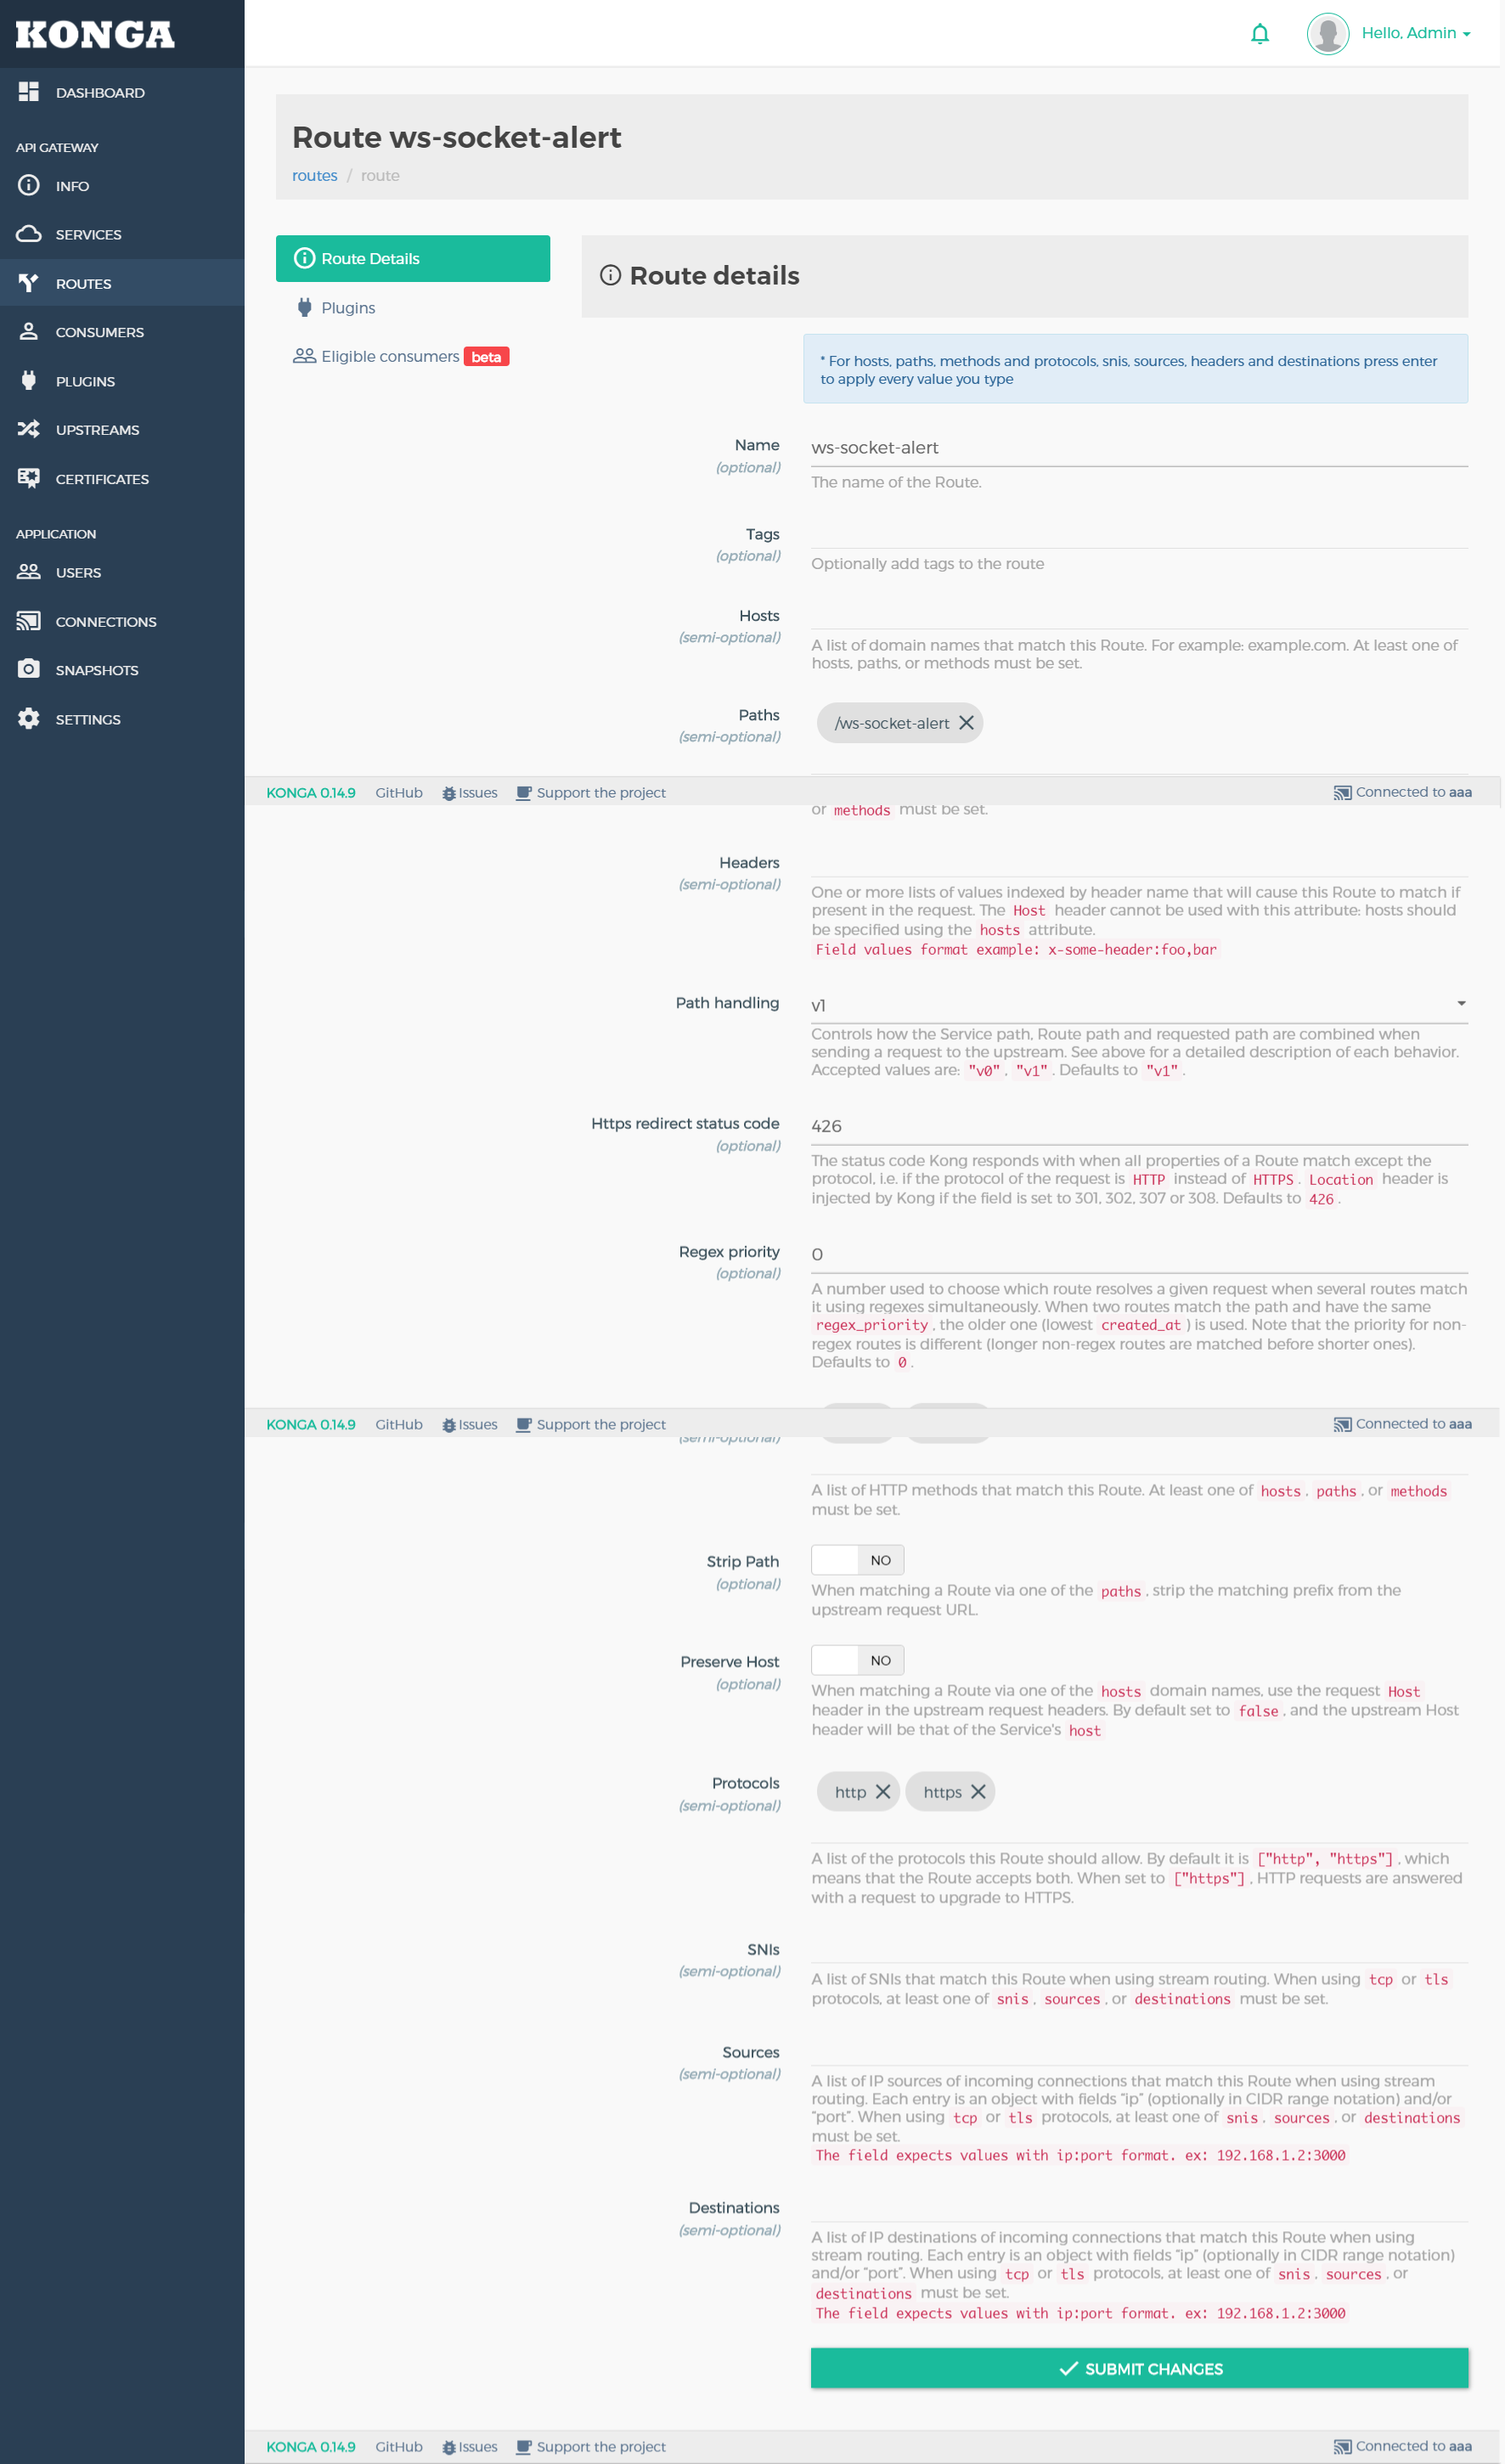 KONGA
Hello, Admin
DASHBOARD
API GATEWAY
INFO
SERVICES
ROUTES
CONSUMERS
PLUGINS
UPSTREAMS
CERTIFICATES
APPLICATION
USERS
CONNECTIONS
SNAPSHOTS
SETTINGS
Route ws-socket-alert
routes / route
Route Details
Plugins
Eligible consumers beta
Route details
* For hosts, paths, methods and protocols, snis, sources, headers and destinations press enter
to apply every value you type
Name
(optional)
ws-socket-alert
The name of the Route.
Tags
(optional)
Optionally add tags to the route
Hosts
(semi-optional)
A list of domain names that match this Route. For example: example.com. At least one of
hosts, paths, or methods must be set.
Paths
(semi-optional)
/ws-socket-alert
KONGA 0.14.9 GitHub Issues Support the project Connected to aaa
or methods must be set.
Headers
(semi-optional)
One or more lists of values indexed by header name that will cause this Route to match if
present in the request. The Host header cannot be used with this attribute: hosts should
be specified using the hosts attribute.
Field values format example: x-some-header:foo,bar
Path handling
v1
Controls how the Service path, Route path and requested path are combined when
sending a request to the upstream. See above for a detailed description of each behavior.
Accepted values are: "v0", "v1". Defaults to "v1".
Https redirect status code
(optional)
426
The status code Kong responds with when all properties of a Route match except the
protocol, i.e. if the protocol of the request is HTTP instead of HTTPS. Location header is
injected by Kong if the field is set to 301, 302, 307 or 308. Defaults to 426.
Regex priority
(optional)
0
A number used to choose which route resolves a given request when several routes match
it using regexes simultaneously. When two routes match the path and have the same
regex_priority, the older one (lowest created_at) is used. Note that the priority for non-
regex routes is different (longer non-regex routes are matched before shorter ones).
Defaults to 0.
KONGA 0.14.9 GitHub Issues Support the project Connected to aaa
(semi-optional)
A list of HTTP methods that match this Route. At least one of hosts, paths, or methods
must be set.
Strip Path
(optional)
NO
When matching a Route via one of the paths, strip the matching prefix from the
upstream request URL.
Preserve Host
(optional)
NO
When matching a Route via one of the hosts domain names, use the request Host
header in the upstream request headers. By default set to false, and the upstream Host
header will be that of the Service's host
Protocols
(semi-optional)
http https
A list of the protocols this Route should allow. By default it is ["http", "https"], which
means that the Route accepts both. When set to ["https"], HTTP requests are answered
with a request to upgrade to HTTPS.
SNIs
(semi-optional)
A list of SNIs that match this Route when using stream routing. When using tcp or tls
protocols, at least one of snis, sources, or destinations must be set.
Sources
(semi-optional)
A list of IP sources of incoming connections that match this Route when using stream
routing. Each entry is an object with fields “ip” (optionally in CIDR range notation) and/or
“port”. When using tcp or tls protocols, at least one of snis, sources, or destinations
must be set.
The field expects values with ip:port format. ex: 192.168.1.2:3000
Destinations
(semi-optional)
A list of IP destinations of incoming connections that match this Route when using
stream routing. Each entry is an object with fields “ip” (optionally in CIDR range notation)
and/or “port”. When using tcp or tls protocols, at least one of snis, sources, or
destinations must be set.
The field expects values with ip:port format. ex: 192.168.1.2:3000
SUBMIT CHANGES
KONGA 0.14.9 GitHub Issues Support the project Connected to aaa